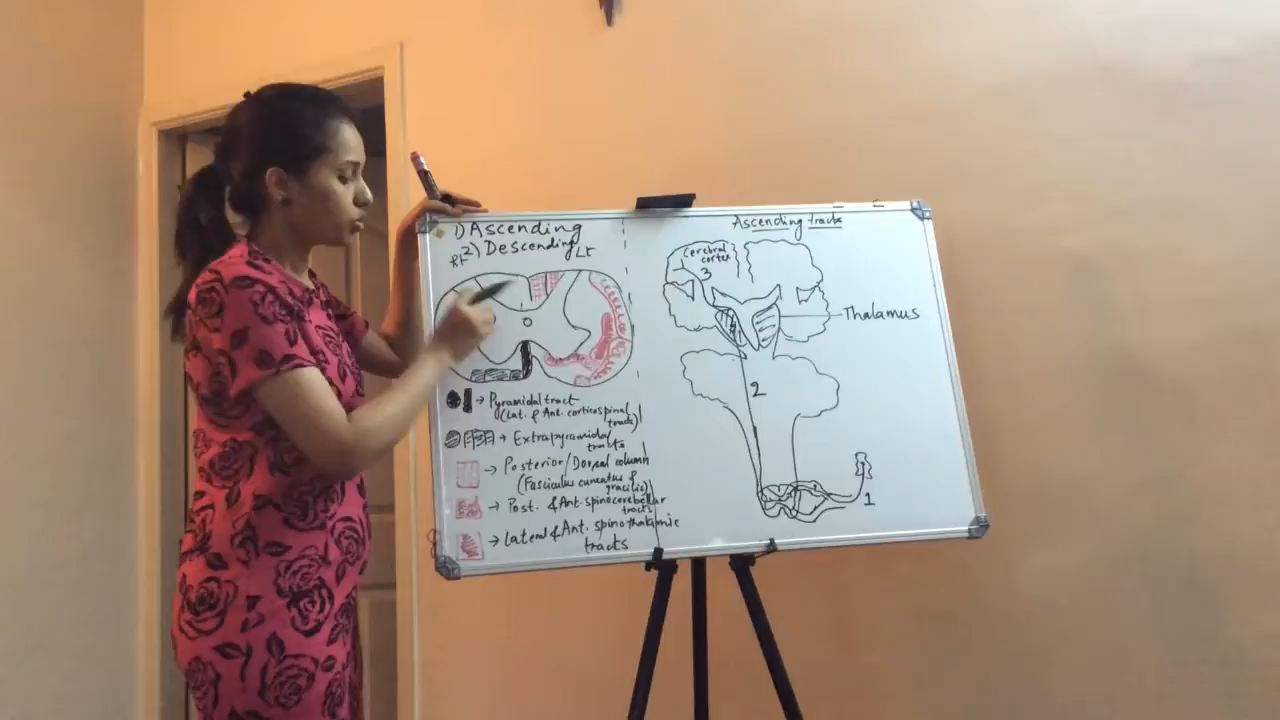 1) Ascending
2) Descending
Rt
Lt
→ Pyramidal tract
(Lat. & Ant. corticospinal
tracts)
→ Extrapyramidal
tracts
→ Posterior/Dorsal column
(Fasciculus cuneatus &
gracilis)
→ Post. & Ant. spinocerebellar
tracts
→ Lateral & Ant. spinothalamic
tracts
Ascending tracts
Cerebral
cortex
3
Thalamus
2
1